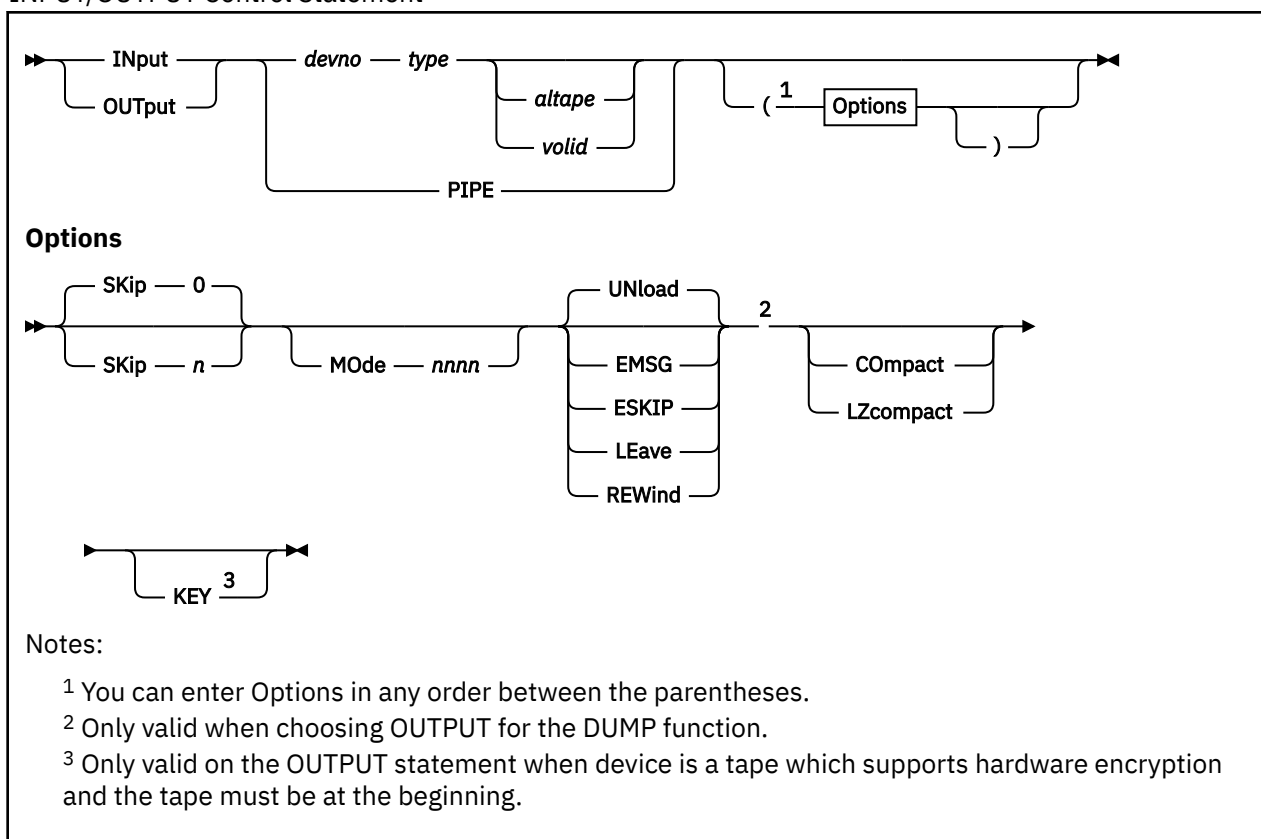 INPUT/OUTPUT Control Statement
INput devno type
OUTput altape ( 1 Options
volid )
PIPE
Options
SKip 0 UNload
2
SKip n MOde nnnn EMSG COmpact
ESKIP LZcompact
LEave
REWind
KEY 3
Notes:
1 You can enter Options in any order between the parentheses.
2 Only valid when choosing OUTPUT for the DUMP function.
3 Only valid on the OUTPUT statement when device is a tape which supports hardware encryption
and the tape must be at the beginning.